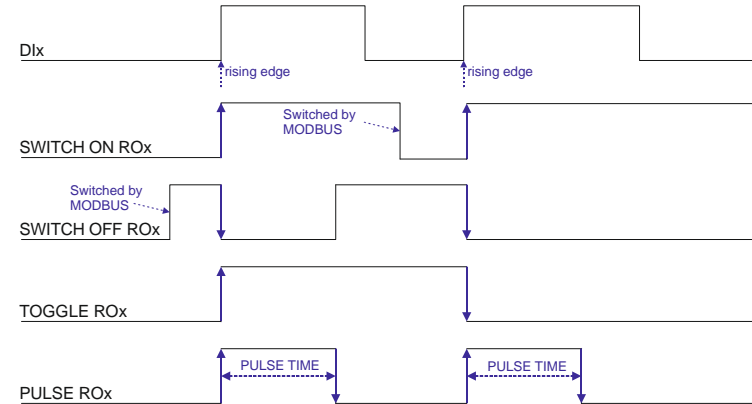 DIx
rising edge
rising edge
Switched by
MODBUS
SWITCH ON ROx
Switched by
MODBUS
SWITCH OFF ROx
TOGGLE ROx
PULSE TIME
PULSE TIME
PULSE ROx